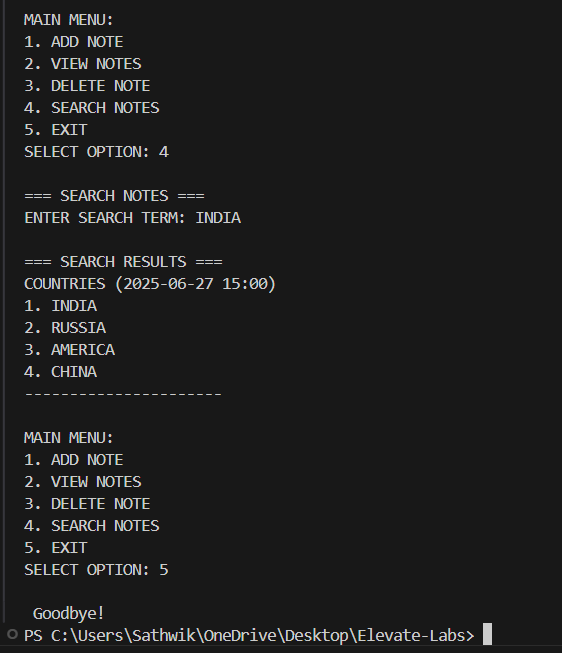 MAIN MENU:
1. ADD NOTE
2. VIEW NOTES
3. DELETE NOTE
4. SEARCH NOTES
5. EXIT
SELECT OPTION: 4
=== SEARCH NOTES ===
ENTER SEARCH TERM: INDIA
=== SEARCH RESULTS ===
COUNTRIES (2025-06-27 15:00)
1. INDIA
2. RUSSIA
3. AMERICA
4. CHINA
----------------------
MAIN MENU:
1. ADD NOTE
2. VIEW NOTES
3. DELETE NOTE
4. SEARCH NOTES
5. EXIT
SELECT OPTION: 5
Goodbye!
PS C:\Users\Sathwik\OneDrive\Desktop\Elevate-Labs>